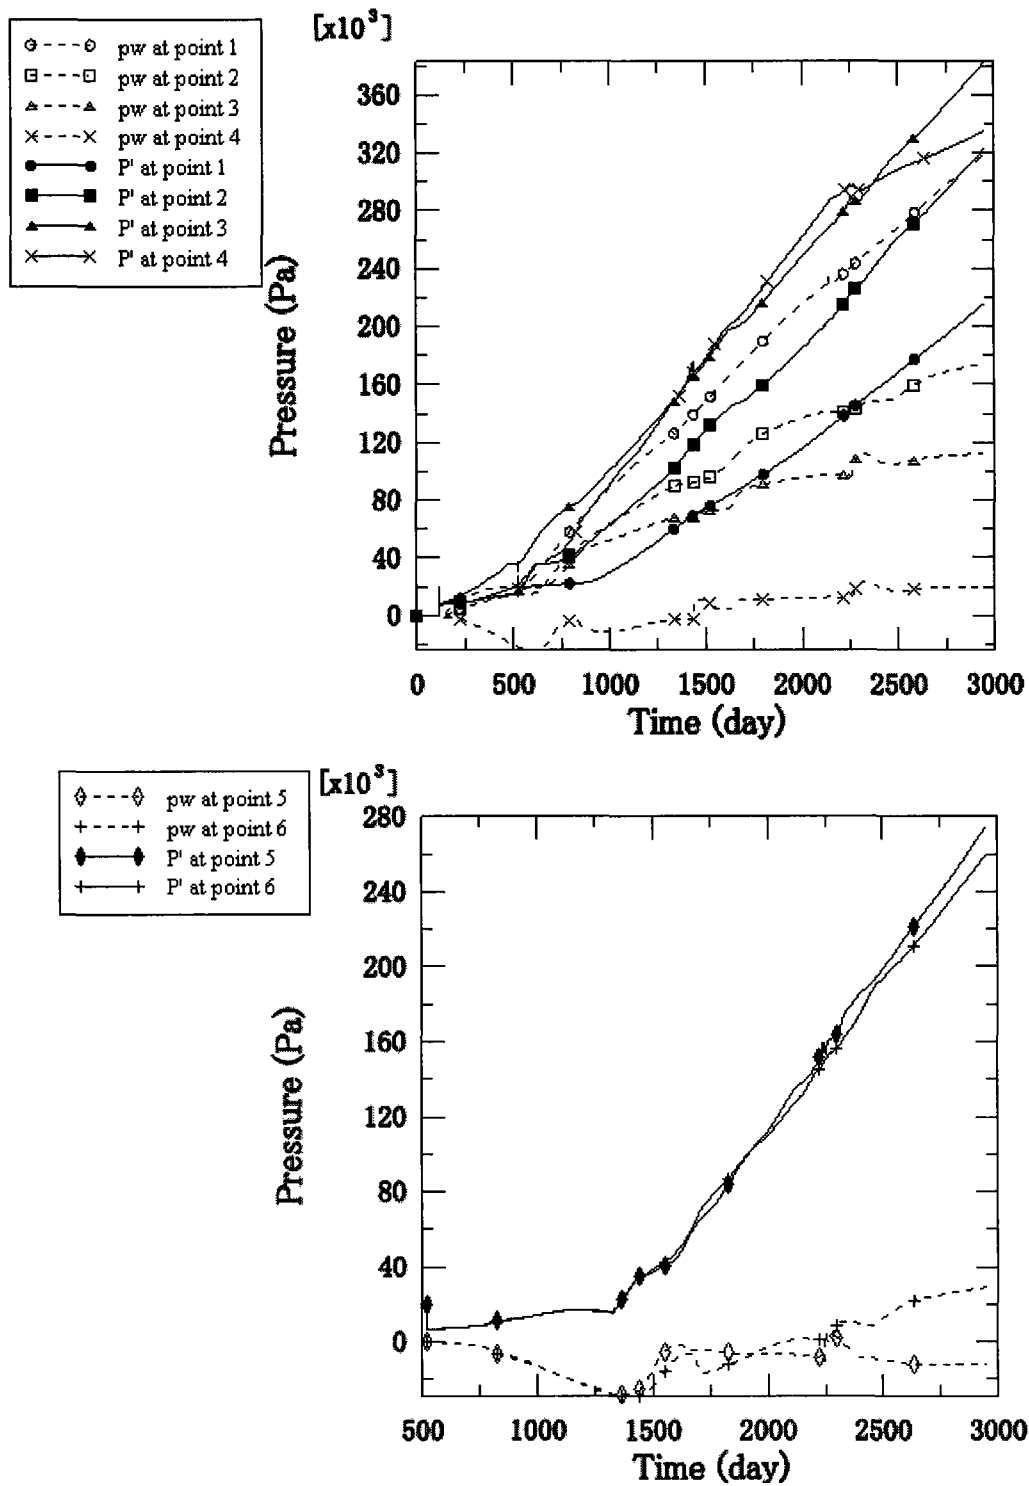 [x10³]
pw at point 1
pw at point 2
pw at point 3
pw at point 4
P' at point 1
P' at point 2
P' at point 3
P' at point 4
Pressure (Pa)
360
320
280
240
200
160
120
80
40
0
0 500 1000 1500 2000 2500 3000
Time (day)
[x10³]
pw at point 5
pw at point 6
P' at point 5
P' at point 6
Pressure (Pa)
280
240
200
160
120
80
40
0
500 1000 1500 2000 2500 3000
Time (day)